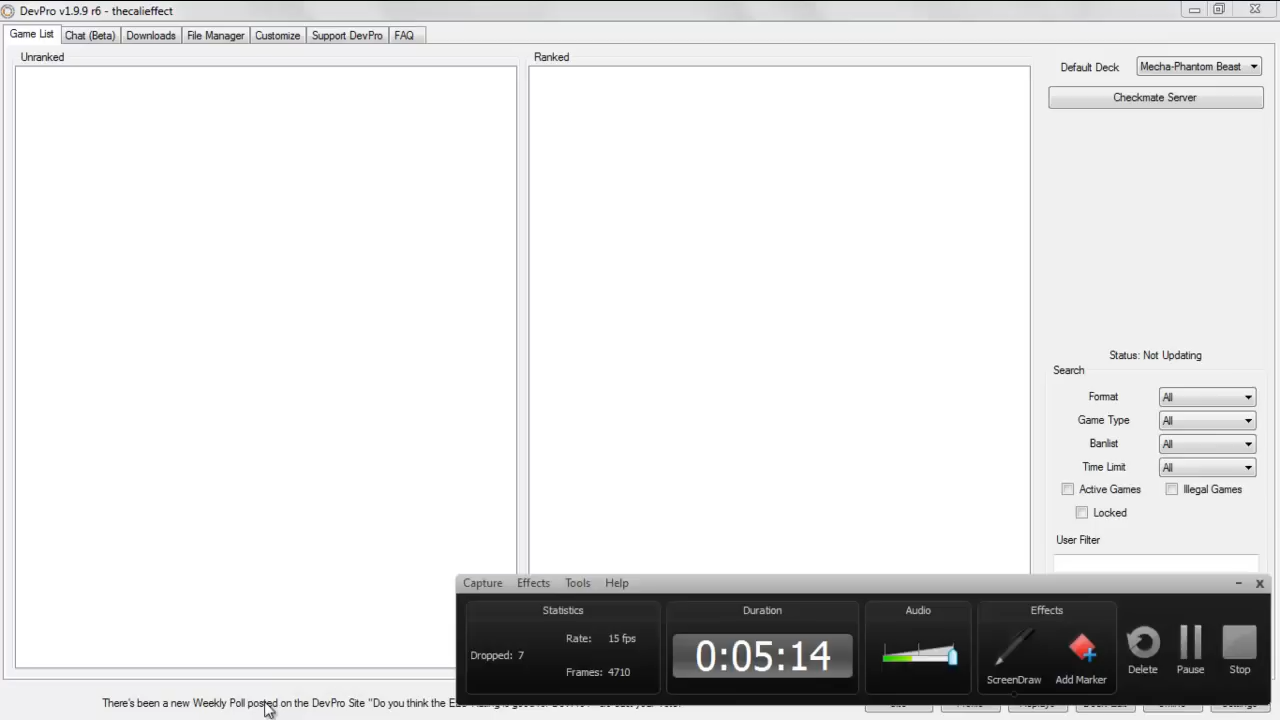 DevPro v1.9.9 r6 - thecalieffect
Game List Chat (Beta) Downloads File Manager Customize Support DevPro FAQ
Unranked
Ranked
Default Deck Mecha-Phantom Beast
Checkmate Server
Status: Not Updating
Search
Format All
Game Type All
Banlist All
Time Limit All
Active Games Illegal Games
Locked
User Filter
Capture Effects Tools Help
Statistics
Rate: 15 fps
Dropped: 7
Frames: 4710
Duration
0:05:14
Audio
Effects
ScreenDraw Add Marker
Delete Pause Stop
There's been a new Weekly Poll posted on the DevPro Site "Do you think the